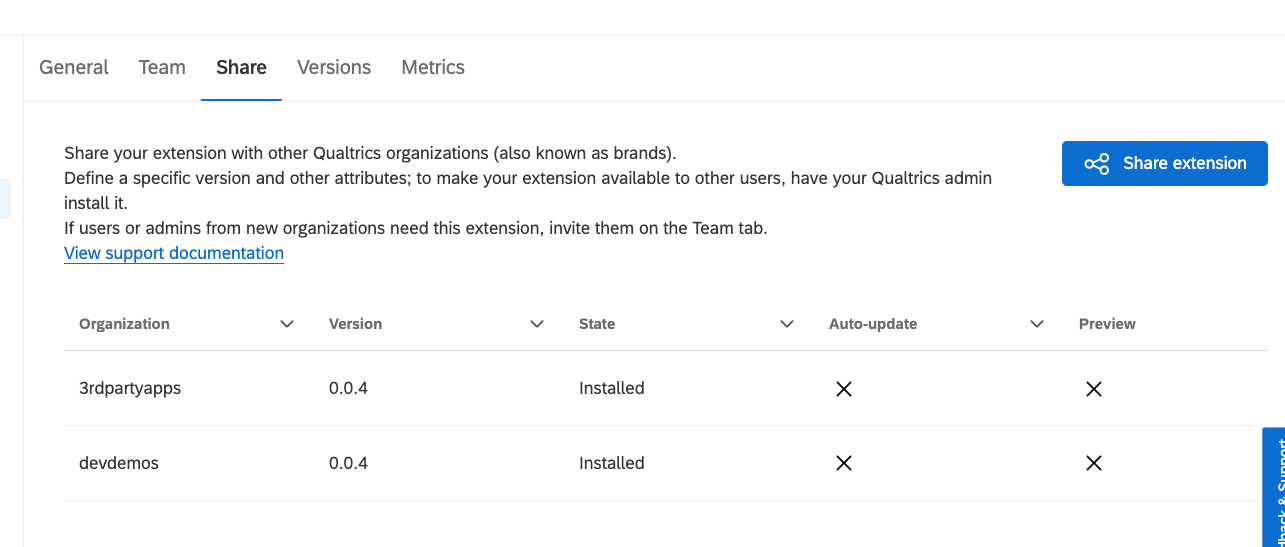 General Team Share Versions Metrics
Share your extension with other Qualtrics organizations (also known as brands).
Define a specific version and other attributes; to make your extension available to other users, have your Qualtrics admin
install it.
If users or admins from new organizations need this extension, invite them on the Team tab.
View support documentation
Share extension
Organization Version State Auto-update Preview
3rdpartyapps 0.0.4 Installed
devdemos 0.0.4 Installed
& Support